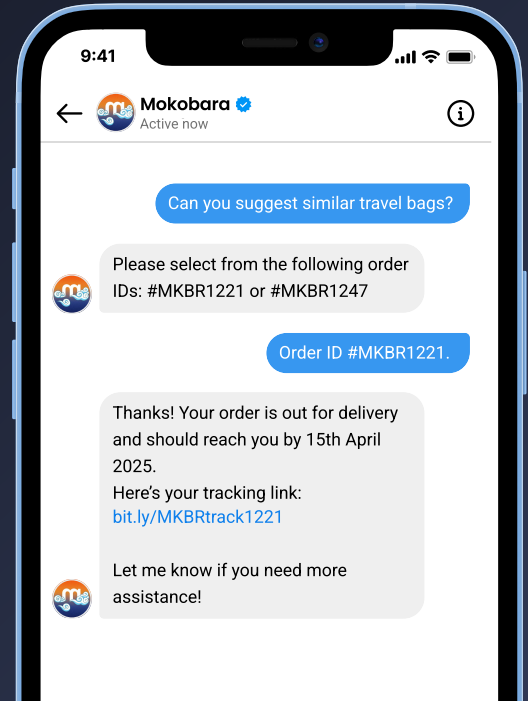 9:41
Mokobara
Active now
Can you suggest similar travel bags?
Please select from the following order
IDs: #MKBR1221 or #MKBR1247
Order ID #MKBR1221.
Thanks! Your order is out for delivery
and should reach you by 15th April
2025.
Here’s your tracking link:
bit.ly/MKBRtrack1221
Let me know if you need more
assistance!